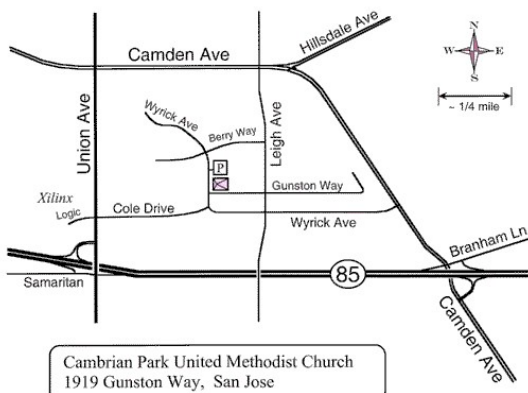 Hillsdale Ave
N
W E
S
Camden Ave
~ 1/4 mile
Wyrick Ave
Union Ave
Berry Way
Leigh Ave
P
Gunston Way
Xilinx
Logic
Cole Drive
Wyrick Ave
Branham Ln
85
Samaritan
Camden Ave
Cambrian Park United Methodist Church
1919 Gunston Way, San Jose